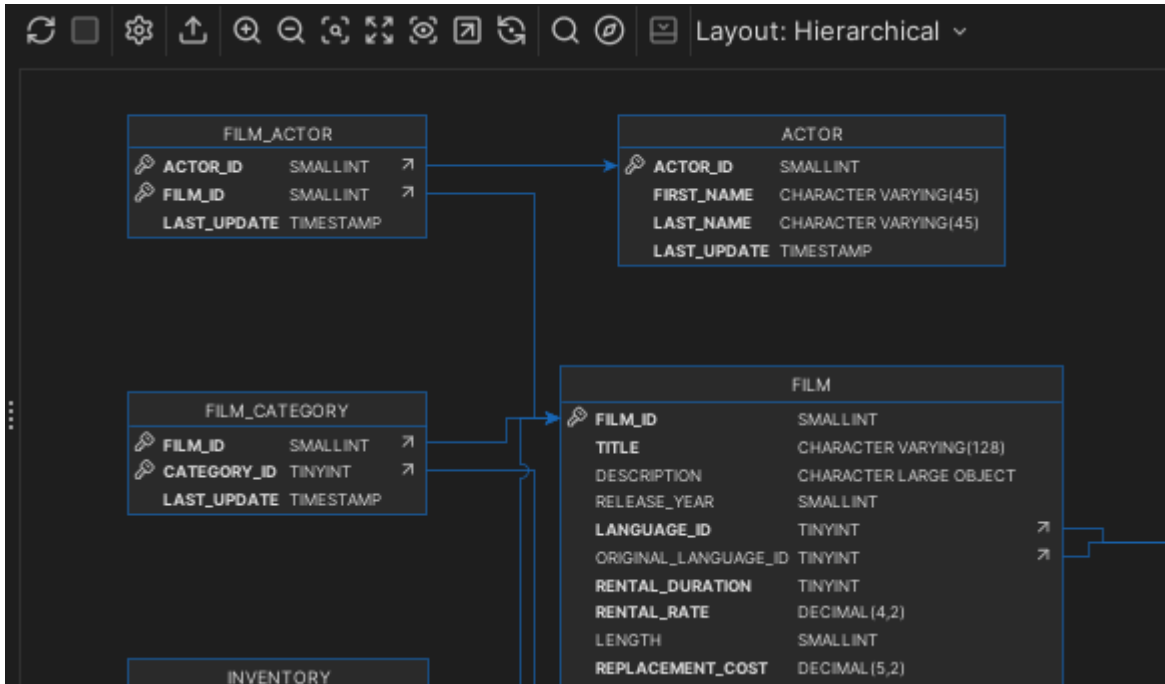 Layout: Hierarchical
FILM_ACTOR
ACTOR_ID SMALLINT
FILM_ID SMALLINT
LAST_UPDATE TIMESTAMP
ACTOR
ACTOR_ID SMALLINT
FIRST_NAME CHARACTER VARYING(45)
LAST_NAME CHARACTER VARYING(45)
LAST_UPDATE TIMESTAMP
FILM_CATEGORY
FILM_ID SMALLINT
CATEGORY_ID TINYINT
LAST_UPDATE TIMESTAMP
FILM
FILM_ID SMALLINT
TITLE CHARACTER VARYING(128)
DESCRIPTION CHARACTER LARGE OBJECT
RELEASE_YEAR SMALLINT
LANGUAGE_ID TINYINT
ORIGINAL_LANGUAGE_ID TINYINT
RENTAL_DURATION TINYINT
RENTAL_RATE DECIMAL(4,2)
LENGTH SMALLINT
REPLACEMENT_COST DECIMAL(5,2)
INVENTORY